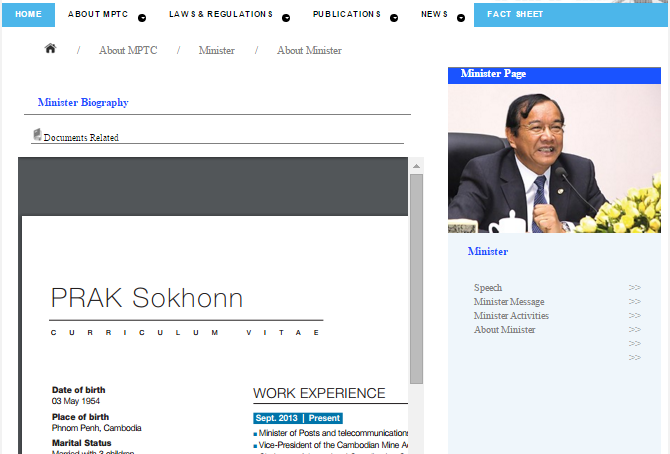 HOME ABOUT MPTC LAWS & REGULATIONS PUBLICATIONS NEWS FACT SHEET
/ About MPTC / Minister / About Minister
Minister Biography
Documents Related
PRAK Sokhonn
CURRICULUM VITAE
Date of birth
03 May 1954
Place of birth
Phnom Penh, Cambodia
Marital Status
Married with 3 children
WORK EXPERIENCE
Sept. 2013 | Present
Minister of Posts and telecommunications
Vice-President of the Cambodian Mine
Minister Page
Minister
Speech >>
Minister Message >>
Minister Activities >>
About Minister >>
>>
>>